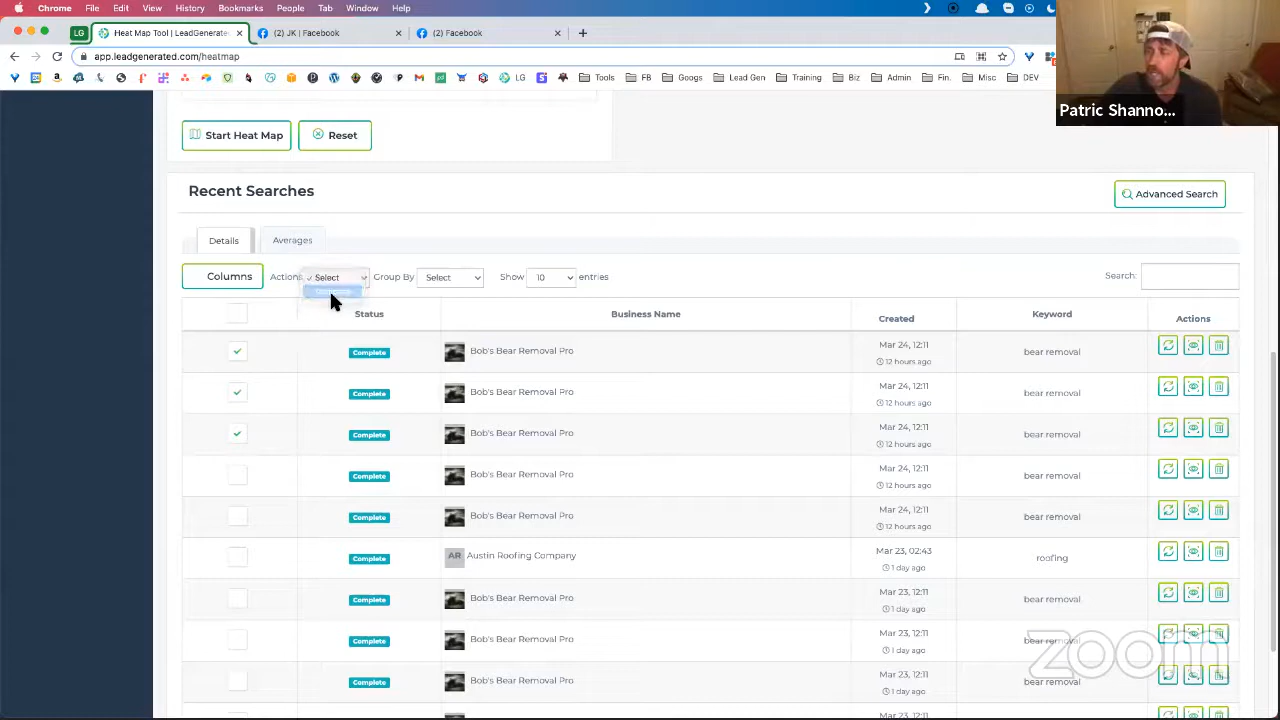 Chrome File Edit View History Bookmarks People Tab Window Help
LG Heat Map Tool | LeadGenerate (2) JK | Facebook (2) Facebook
app.leadgenerated.com/heatmap
LG Tools FB Googs Lead Gen Training Biz Admin Fin. Misc DEV
Patric Shanno...
Start Heat Map Reset
Recent Searches
Advanced Search
Details Averages
Columns Actions Select Group By Select Show 10 entries Search:
Status Business Name Created Keyword Actions
Complete Bob's Bear Removal Pro Mar 24, 12:11 bear removal
12 hours ago
Complete Bob's Bear Removal Pro Mar 24, 12:11 bear removal
12 hours ago
Complete Bob's Bear Removal Pro Mar 24, 12:11 bear removal
12 hours ago
Complete Bob's Bear Removal Pro Mar 24, 12:11 bear removal
12 hours ago
Complete Bob's Bear Removal Pro Mar 24, 12:11 bear removal
12 hours ago
Complete AR Austin Roofing Company Mar 23, 02:43 roofing
1 day ago
Complete Bob's Bear Removal Pro Mar 23, 12:11 bear removal
1 day ago
Complete Bob's Bear Removal Pro Mar 23, 12:11 bear removal
1 day ago
Complete Bob's Bear Removal Pro Mar 23, 12:11 bear removal
1 day ago
Mar 23, 12:11
zoom